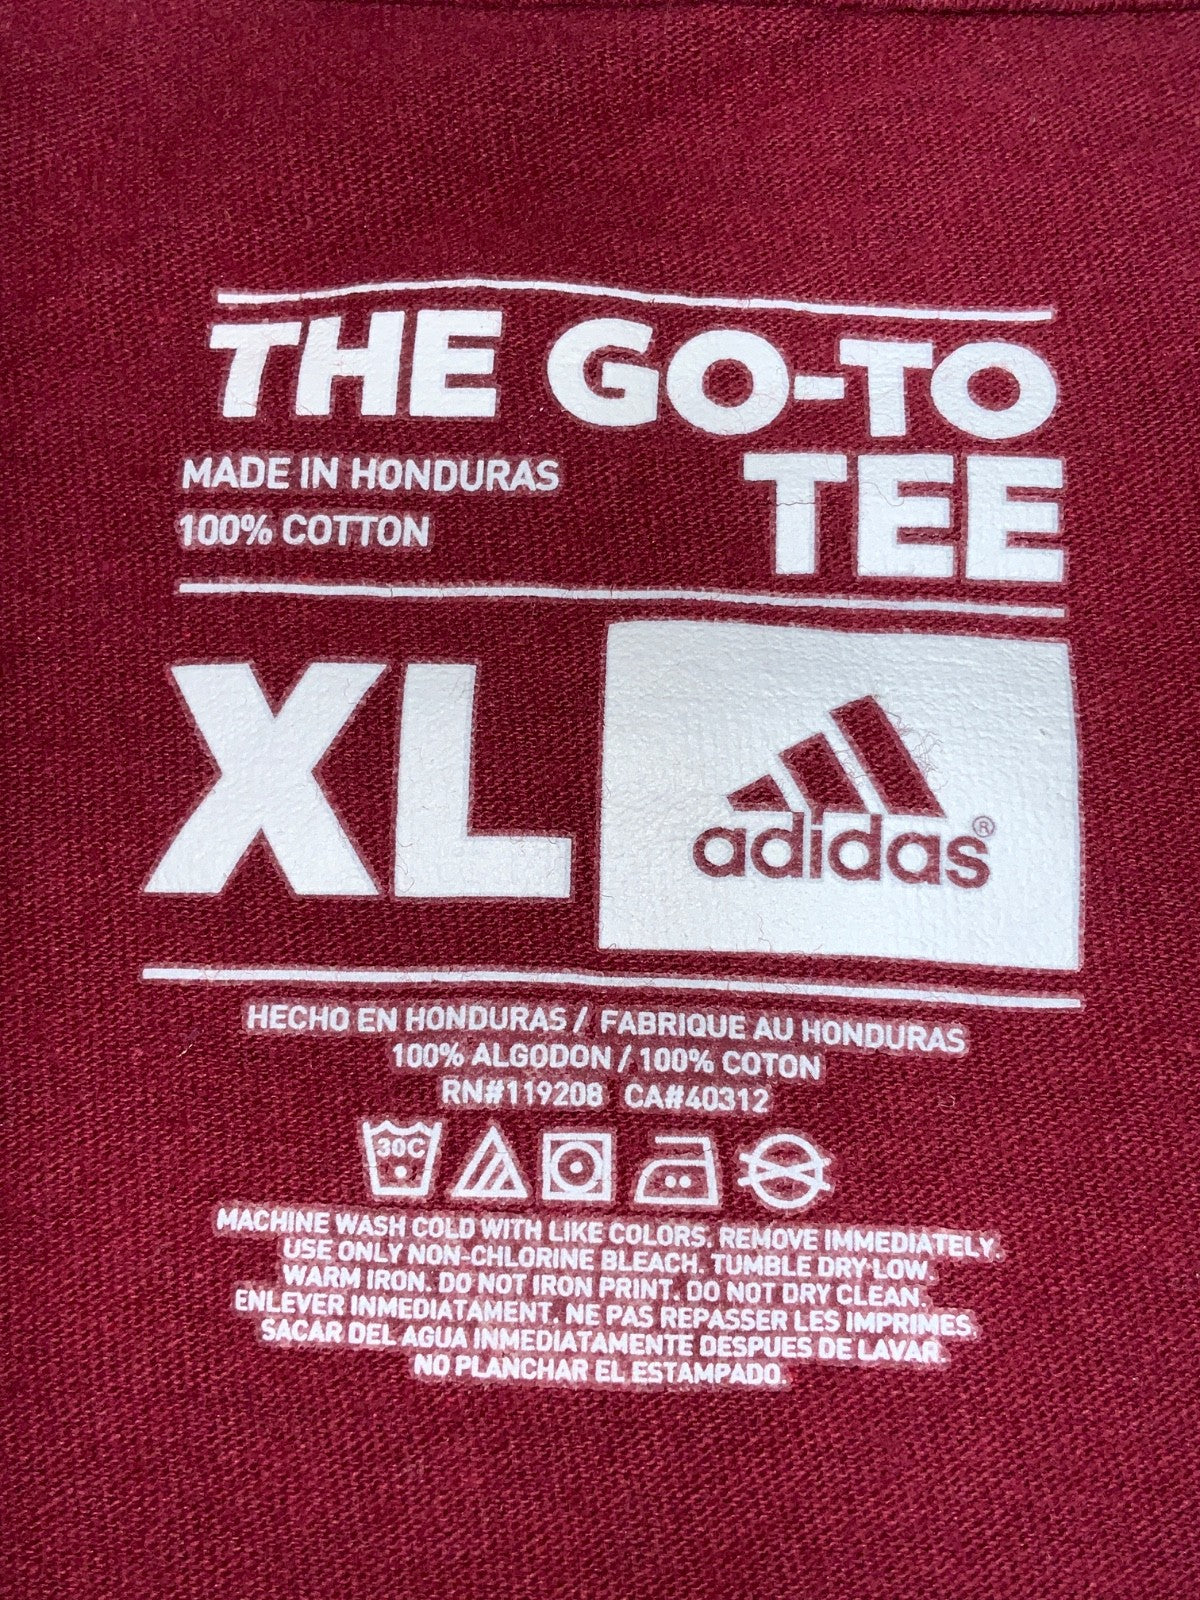 THE GO-TO
TEE
MADE IN HONDURAS
100% COTTON
XL
adidas®
HECHO EN HONDURAS / FABRIQUE AU HONDURAS
100% ALGODON / 100% COTON
RN#119208 CA#40312
30C
MACHINE WASH COLD WITH LIKE COLORS. REMOVE IMMEDIATELY.
USE ONLY NON-CHLORINE BLEACH. TUMBLE DRY LOW.
WARM IRON. DO NOT IRON PRINT. DO NOT DRY CLEAN.
ENLEVER INMEDIATAMENT. NE PAS REPASSER LES IMPRIMES.
SACAR DEL AGUA INMEDIATAMENTE DESPUES DE LAVAR.
NO PLANCHAR EL ESTAMPADO.